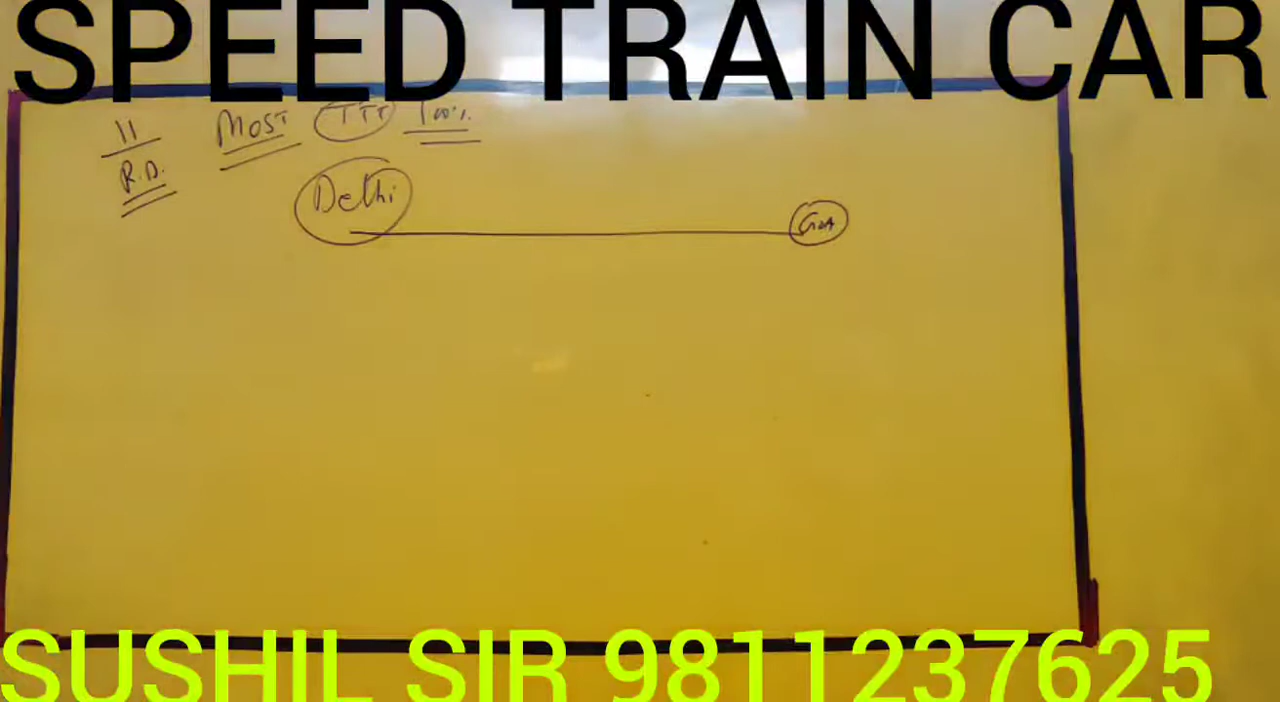 SPEED TRAIN CAR
11 MOST TTT 100%
R.D.
Delhi GOA
SUSHIL SIR 9811237625